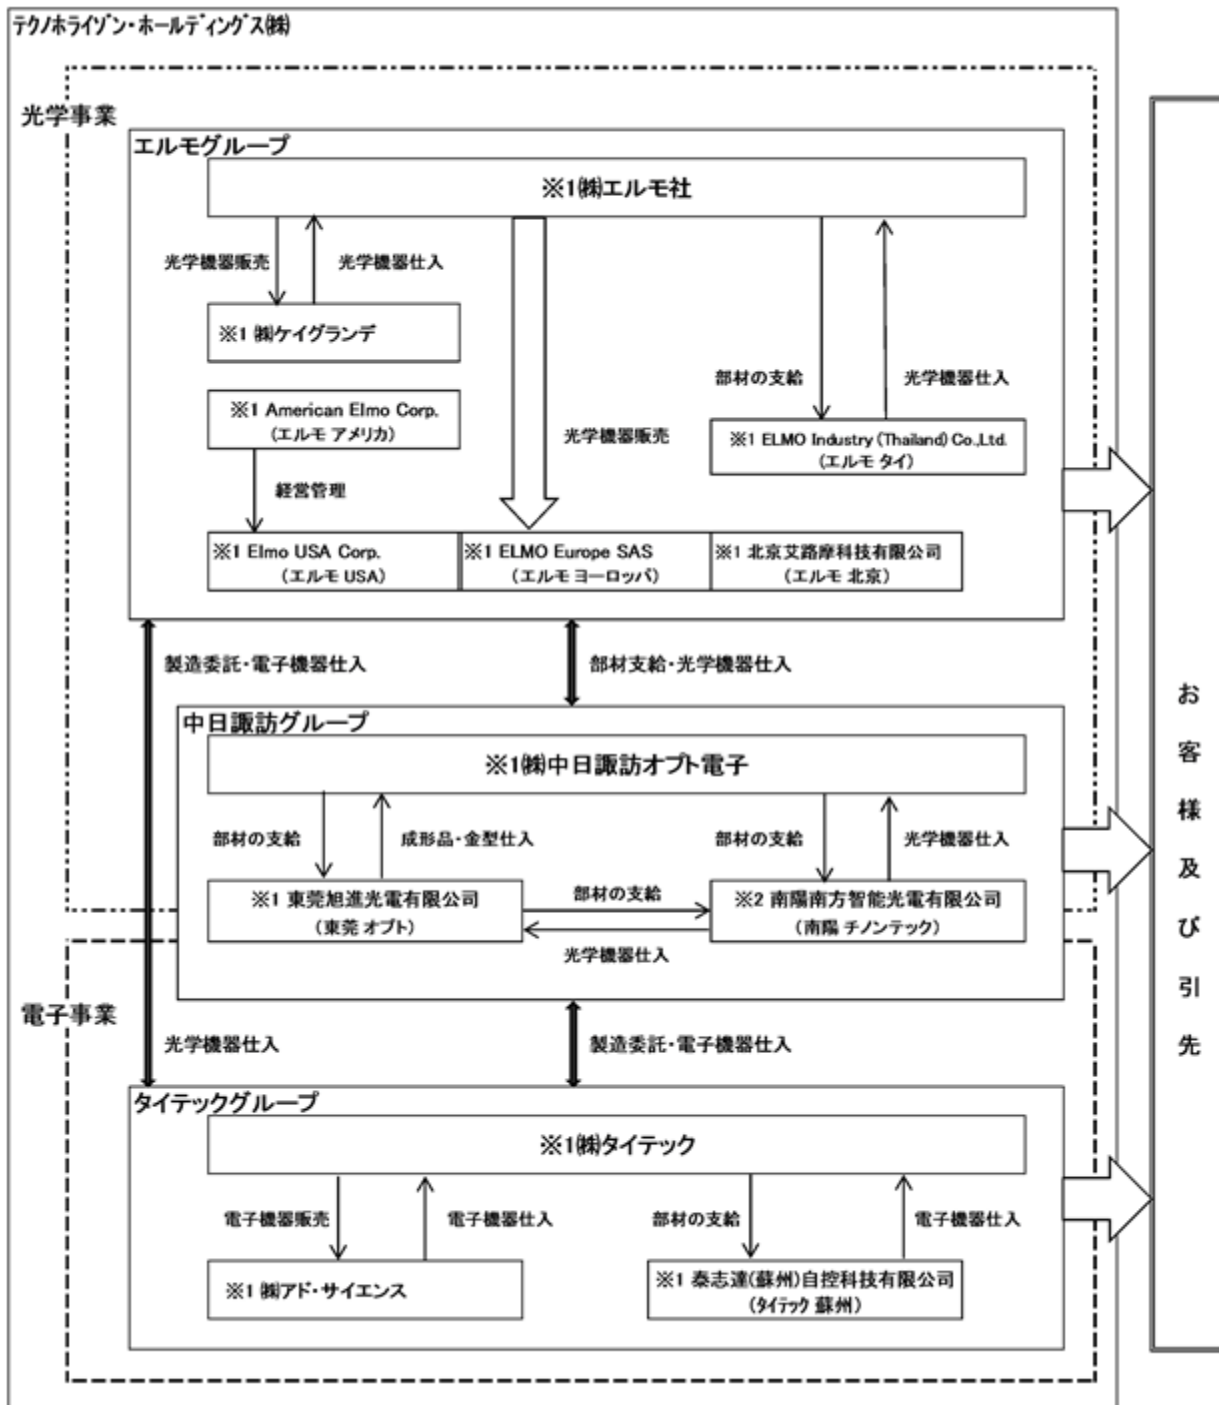 テクノホライゾン・ホールディングス㈱
光学事業
エルモグループ
※1㈱エルモ社
光学機器販売
光学機器仕入
※1 ㈱ケイグランデ
※1 American Elmo Corp.
(エルモ アメリカ)
経営管理
光学機器販売
部材の支給
光学機器仕入
※1 ELMO Industry (Thailand) Co.,Ltd.
(エルモ タイ)
※1 Elmo USA Corp.
(エルモ USA)
※1 ELMO Europe SAS
(エルモ ヨーロッパ)
※1 北京艾路摩科技有限公司
(エルモ 北京)
製造委託・電子機器仕入
部材支給・光学機器仕入
中日諏訪グループ
※1㈱中日諏訪オプト電子
部材の支給
成形品・金型仕入
部材の支給
光学機器仕入
※1 東莞旭進光電有限公司
(東莞 オプト)
部材の支給
光学機器仕入
※2 南陽南方智能光電有限公司
(南陽 チノンテック)
電子事業
光学機器仕入
製造委託・電子機器仕入
タイテックグループ
※1㈱タイテック
電子機器販売
電子機器仕入
部材の支給
電子機器仕入
※1 ㈱アド・サイエンス
※1 泰志達(蘇州)自控科技有限公司
(タイテック 蘇州)
お客様及び引先